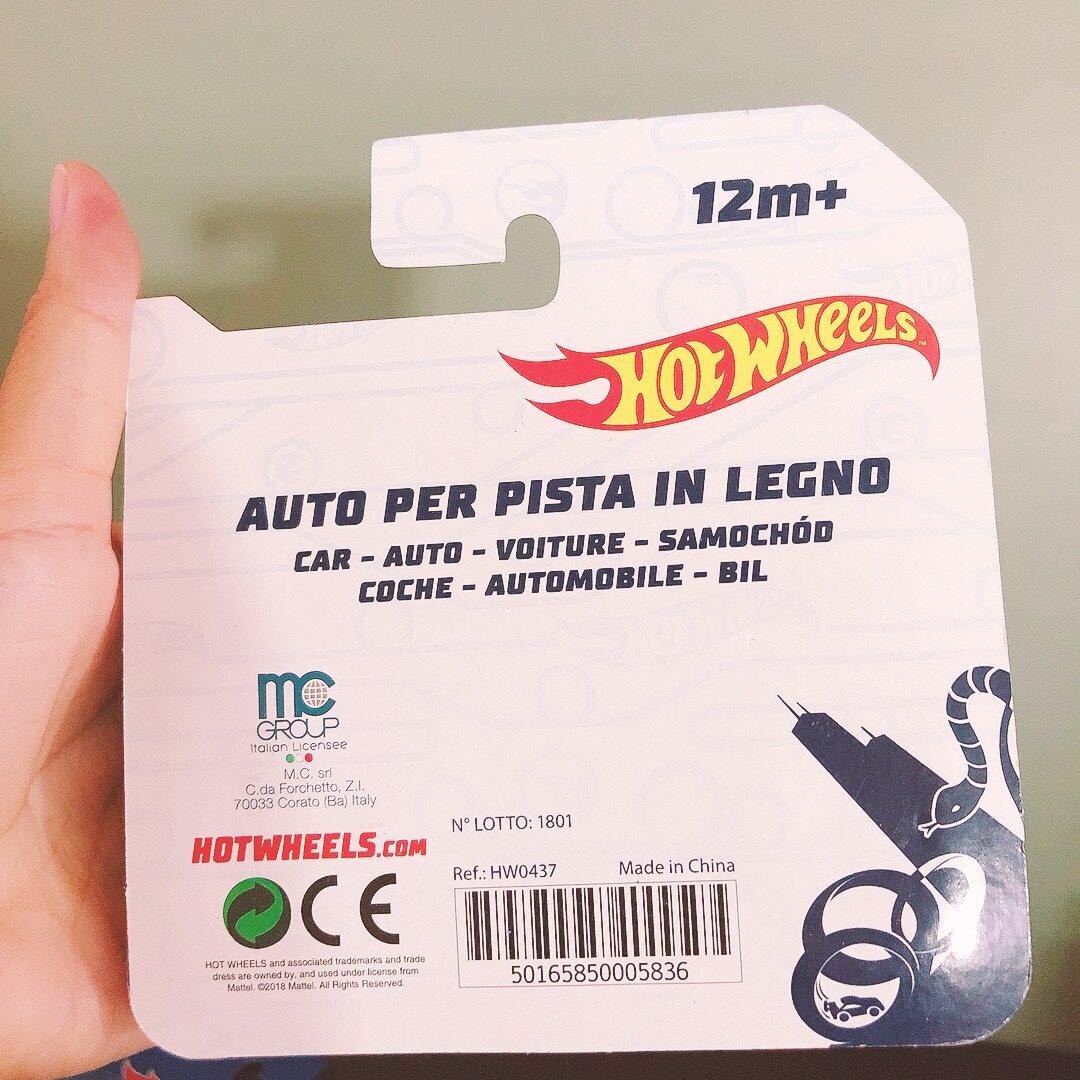 12m+
HOT WHEELS™
AUTO PER PISTA IN LEGNO
CAR - AUTO - VOITURE - SAMOCHÓD
COCHE - AUTOMOBILE - BIL
mc
GROUP
Italian Licensee
M.C. srl
C.da Forchetto, Z.I.
70033 Corato (Ba) Italy
HOTWHEELS.COM
CE
HOT WHEELS and associated trademarks and trade
dress are owned by, and used under license from
Mattel. ©2018 Mattel. All Rights Reserved.
N° LOTTO: 1801
Ref.: HW0437 Made in China
50165850005836